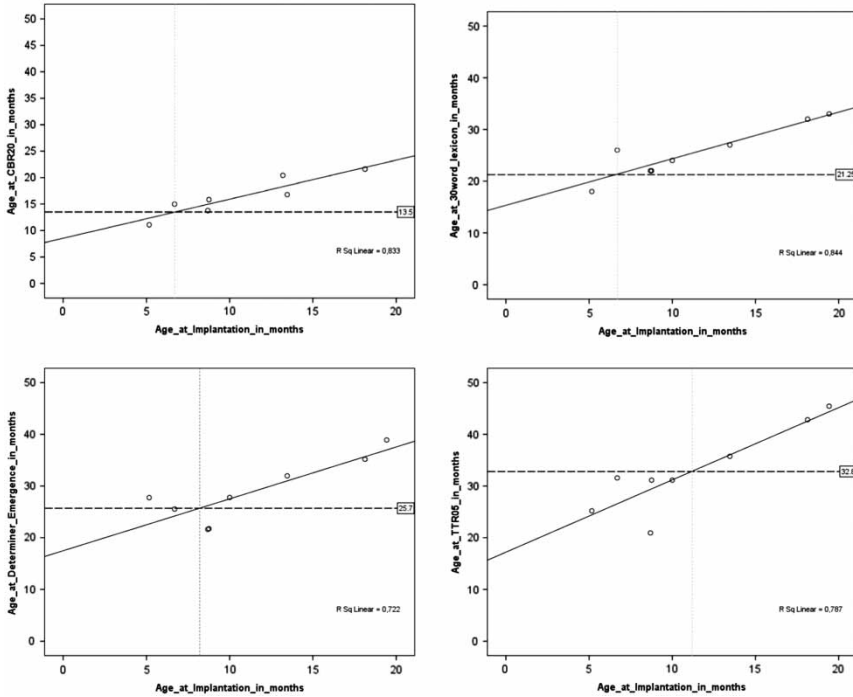 Age_at_CBR20_in_months
50
45
40
35
30
25
20
15
10
5
0
13.5
R Sq Linear = 0,833
0 5 10 15 20
Age_at_Implantation_in_months
Age_at_30word_lexicon_in_months
50
40
30
20
10
0
21.25
R Sq Linear = 0,844
0 5 10 15 20
Age_at_Implantation_in_months
Age_at_Determiner_Emergence_in_months
50
40
30
20
10
0
25.7
R Sq Linear = 0,722
0 5 10 15 20
Age_at_Implantation_in_months
Age_at_TTR05_in_months
50
40
30
20
10
0
32.8
R Sq Linear = 0,787
0 5 10 15 20
Age_at_Implantation_in_months